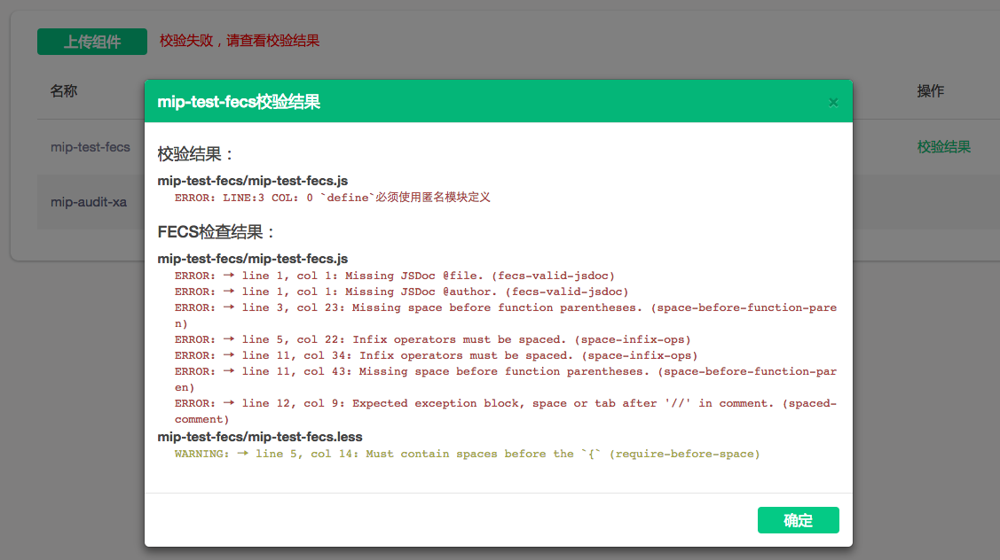 上传组件 校验失败，请查看校验结果
名称 操作
mip-test-fecs校验结果 ×
mip-test-fecs 校验结果
mip-audit-xa
校验结果：
mip-test-fecs/mip-test-fecs.js
ERROR: LINE:3 COL: 0 `define`必须使用匿名模块定义
FECS检查结果：
mip-test-fecs/mip-test-fecs.js
ERROR: → line 1, col 1: Missing JSDoc @file. (fecs-valid-jsdoc)
ERROR: → line 1, col 1: Missing JSDoc @author. (fecs-valid-jsdoc)
ERROR: → line 3, col 23: Missing space before function parentheses. (space-before-function-pare
n)
ERROR: → line 5, col 22: Infix operators must be spaced. (space-infix-ops)
ERROR: → line 11, col 34: Infix operators must be spaced. (space-infix-ops)
ERROR: → line 11, col 43: Missing space before function parentheses. (space-before-function-par
en)
ERROR: → line 12, col 9: Expected exception block, space or tab after '//' in comment. (spaced-
comment)
mip-test-fecs/mip-test-fecs.less
WARNING: → line 5, col 14: Must contain spaces before the `{` (require-before-space)
确定